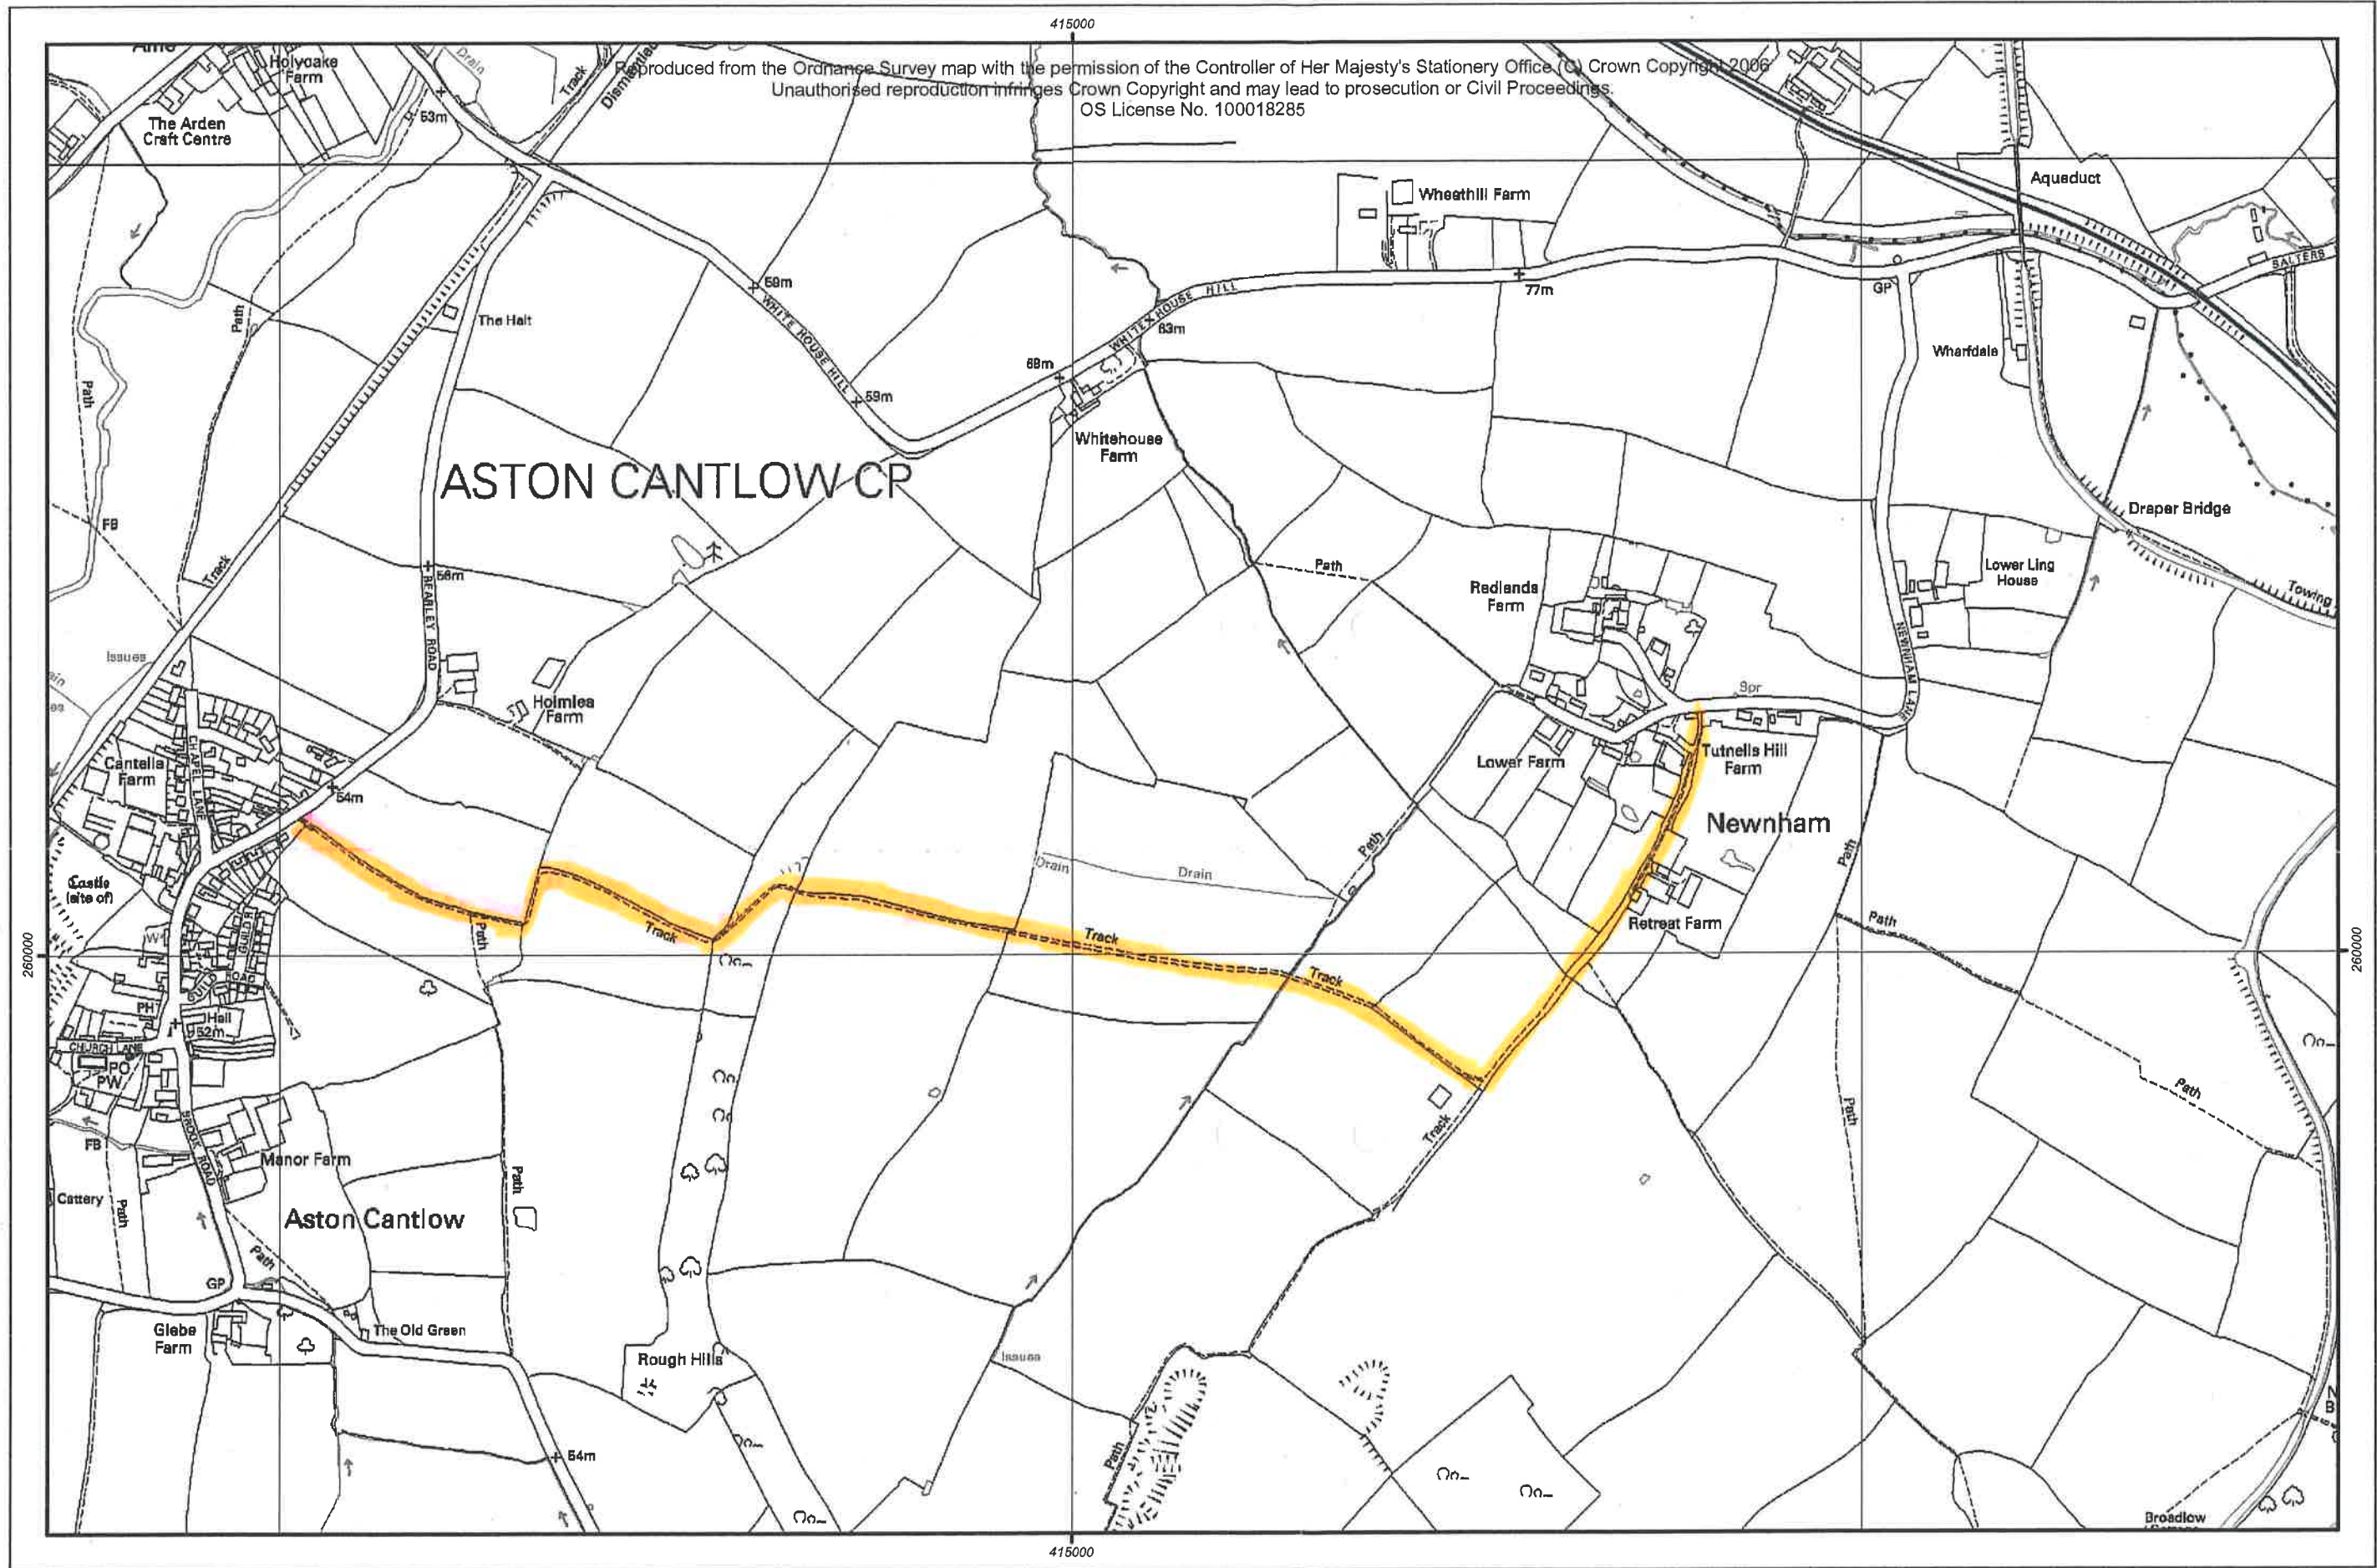 415000
Reproduced from the Ordnance Survey map with the permission of the Controller of Her Majesty's Stationery Office (C) Crown Copyright 2006
Unauthorised reproduction infringes Crown Copyright and may lead to prosecution or Civil Proceedings.
OS License No. 100018285
Holyoake
Farm
Drain
Track
The Arden
Craft Centre
53m
Aqueduct
Wheathill Farm
SALTERS
59m
77m
GP
Path
The Halt
WHITE HOUSE HILL
WHITE HOUSE HILL
63m
68m
Wharfdale
Path
59m
Whitehouse
Farm
ASTON CANTLOW CP
FB
Draper Bridge
Track
56m
Path
Redlands
Farm
Lower Ling
House
Towing
BEARLEY ROAD
NEWNHAM LANE
Issues
Spr
Holmlea
Farm
CHAPEL LANE
Cantella
Farm
54m
Lower Farm
Tutnells Hill
Farm
Newnham
Path
Path
Drain
Drain
Castle
(site of)
Path
Track
Track
Retreat Farm
Path
GUILD R
GUILD ROAD
260000
260000
Track
PH
Hall
52m
CHURCH LANE
PO
PW
Path
Path
Track
FB
BROOK ROAD
Manor Farm
Path
Cattery
Path
Aston Cantlow
Path
GP
Glebe
Farm
The Old Green
Rough Hills
Issues
Path
54m
Broadlow
415000